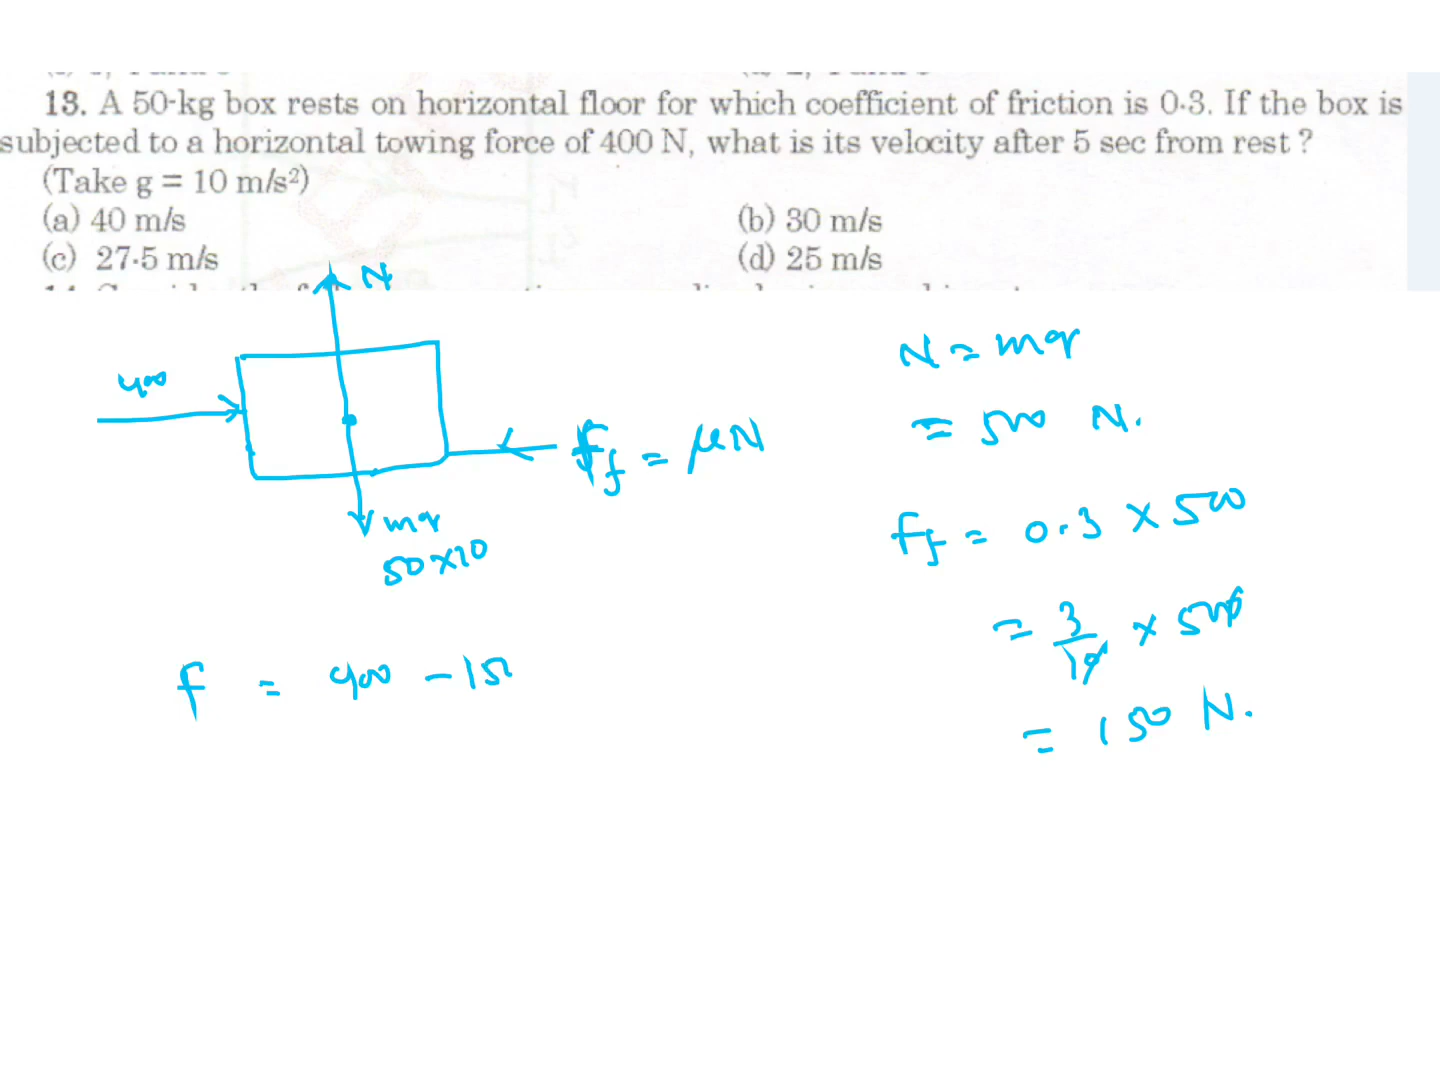 13. A 50-kg box rests on horizontal floor for which coefficient of friction is 0·3. If the box is
subjected to a horizontal towing force of 400 N, what is its velocity after 5 sec from rest ?
(Take g = 10 m/s²)
(a) 40 m/s
(b) 30 m/s
(c) 27·5 m/s
(d) 25 m/s
N
400
N = mg
= 500 N.
f_f = μN
mg
50×10
f_f = 0.3 × 500
= 3/10 × 500
f = 400 - 150
= 150 N.